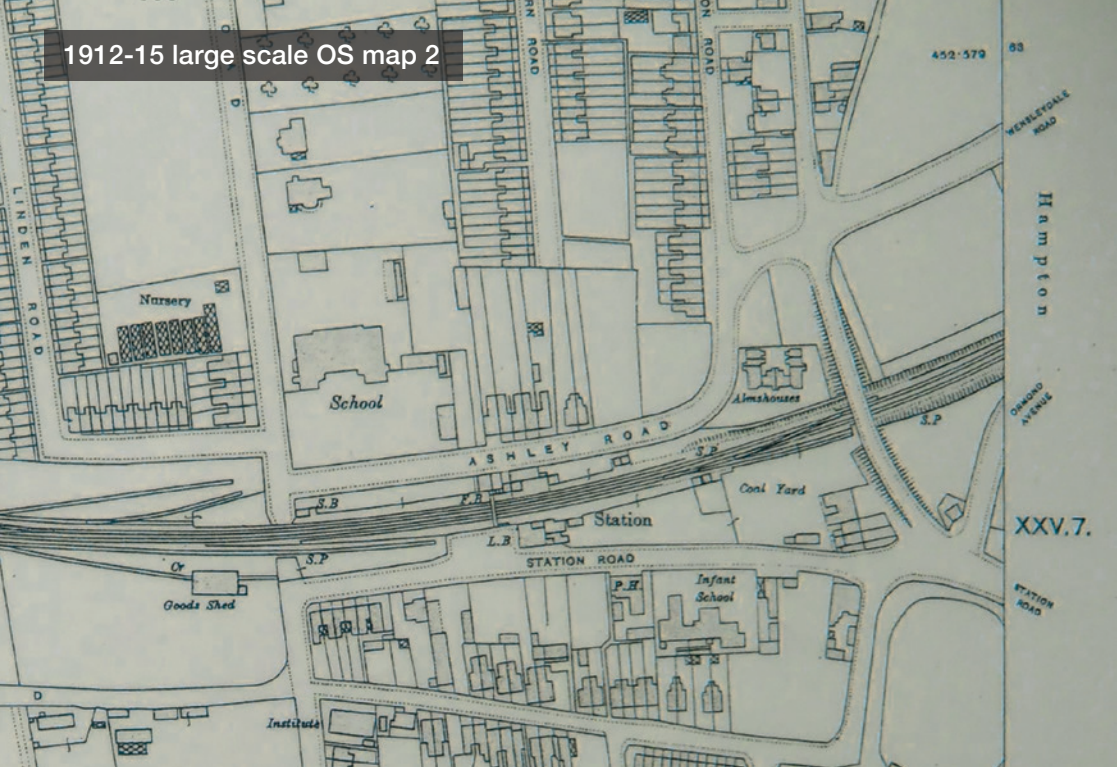 1912-15 large scale OS map 2
ROAD
ROAD
452·579
63
WENSLEYDALE
ROAD
LINDEN ROAD
Hampton
Nursery
School
Almshouses
ORMOND
AVENUE
S.P
ASHLEY ROAD
S.P
Coal Yard
S.B
F.B
Station
XXV.7.
L.B
S.P
STATION ROAD
Cr
Goods Shed
P.H.
Infant
School
STATION
ROAD
D
Institute